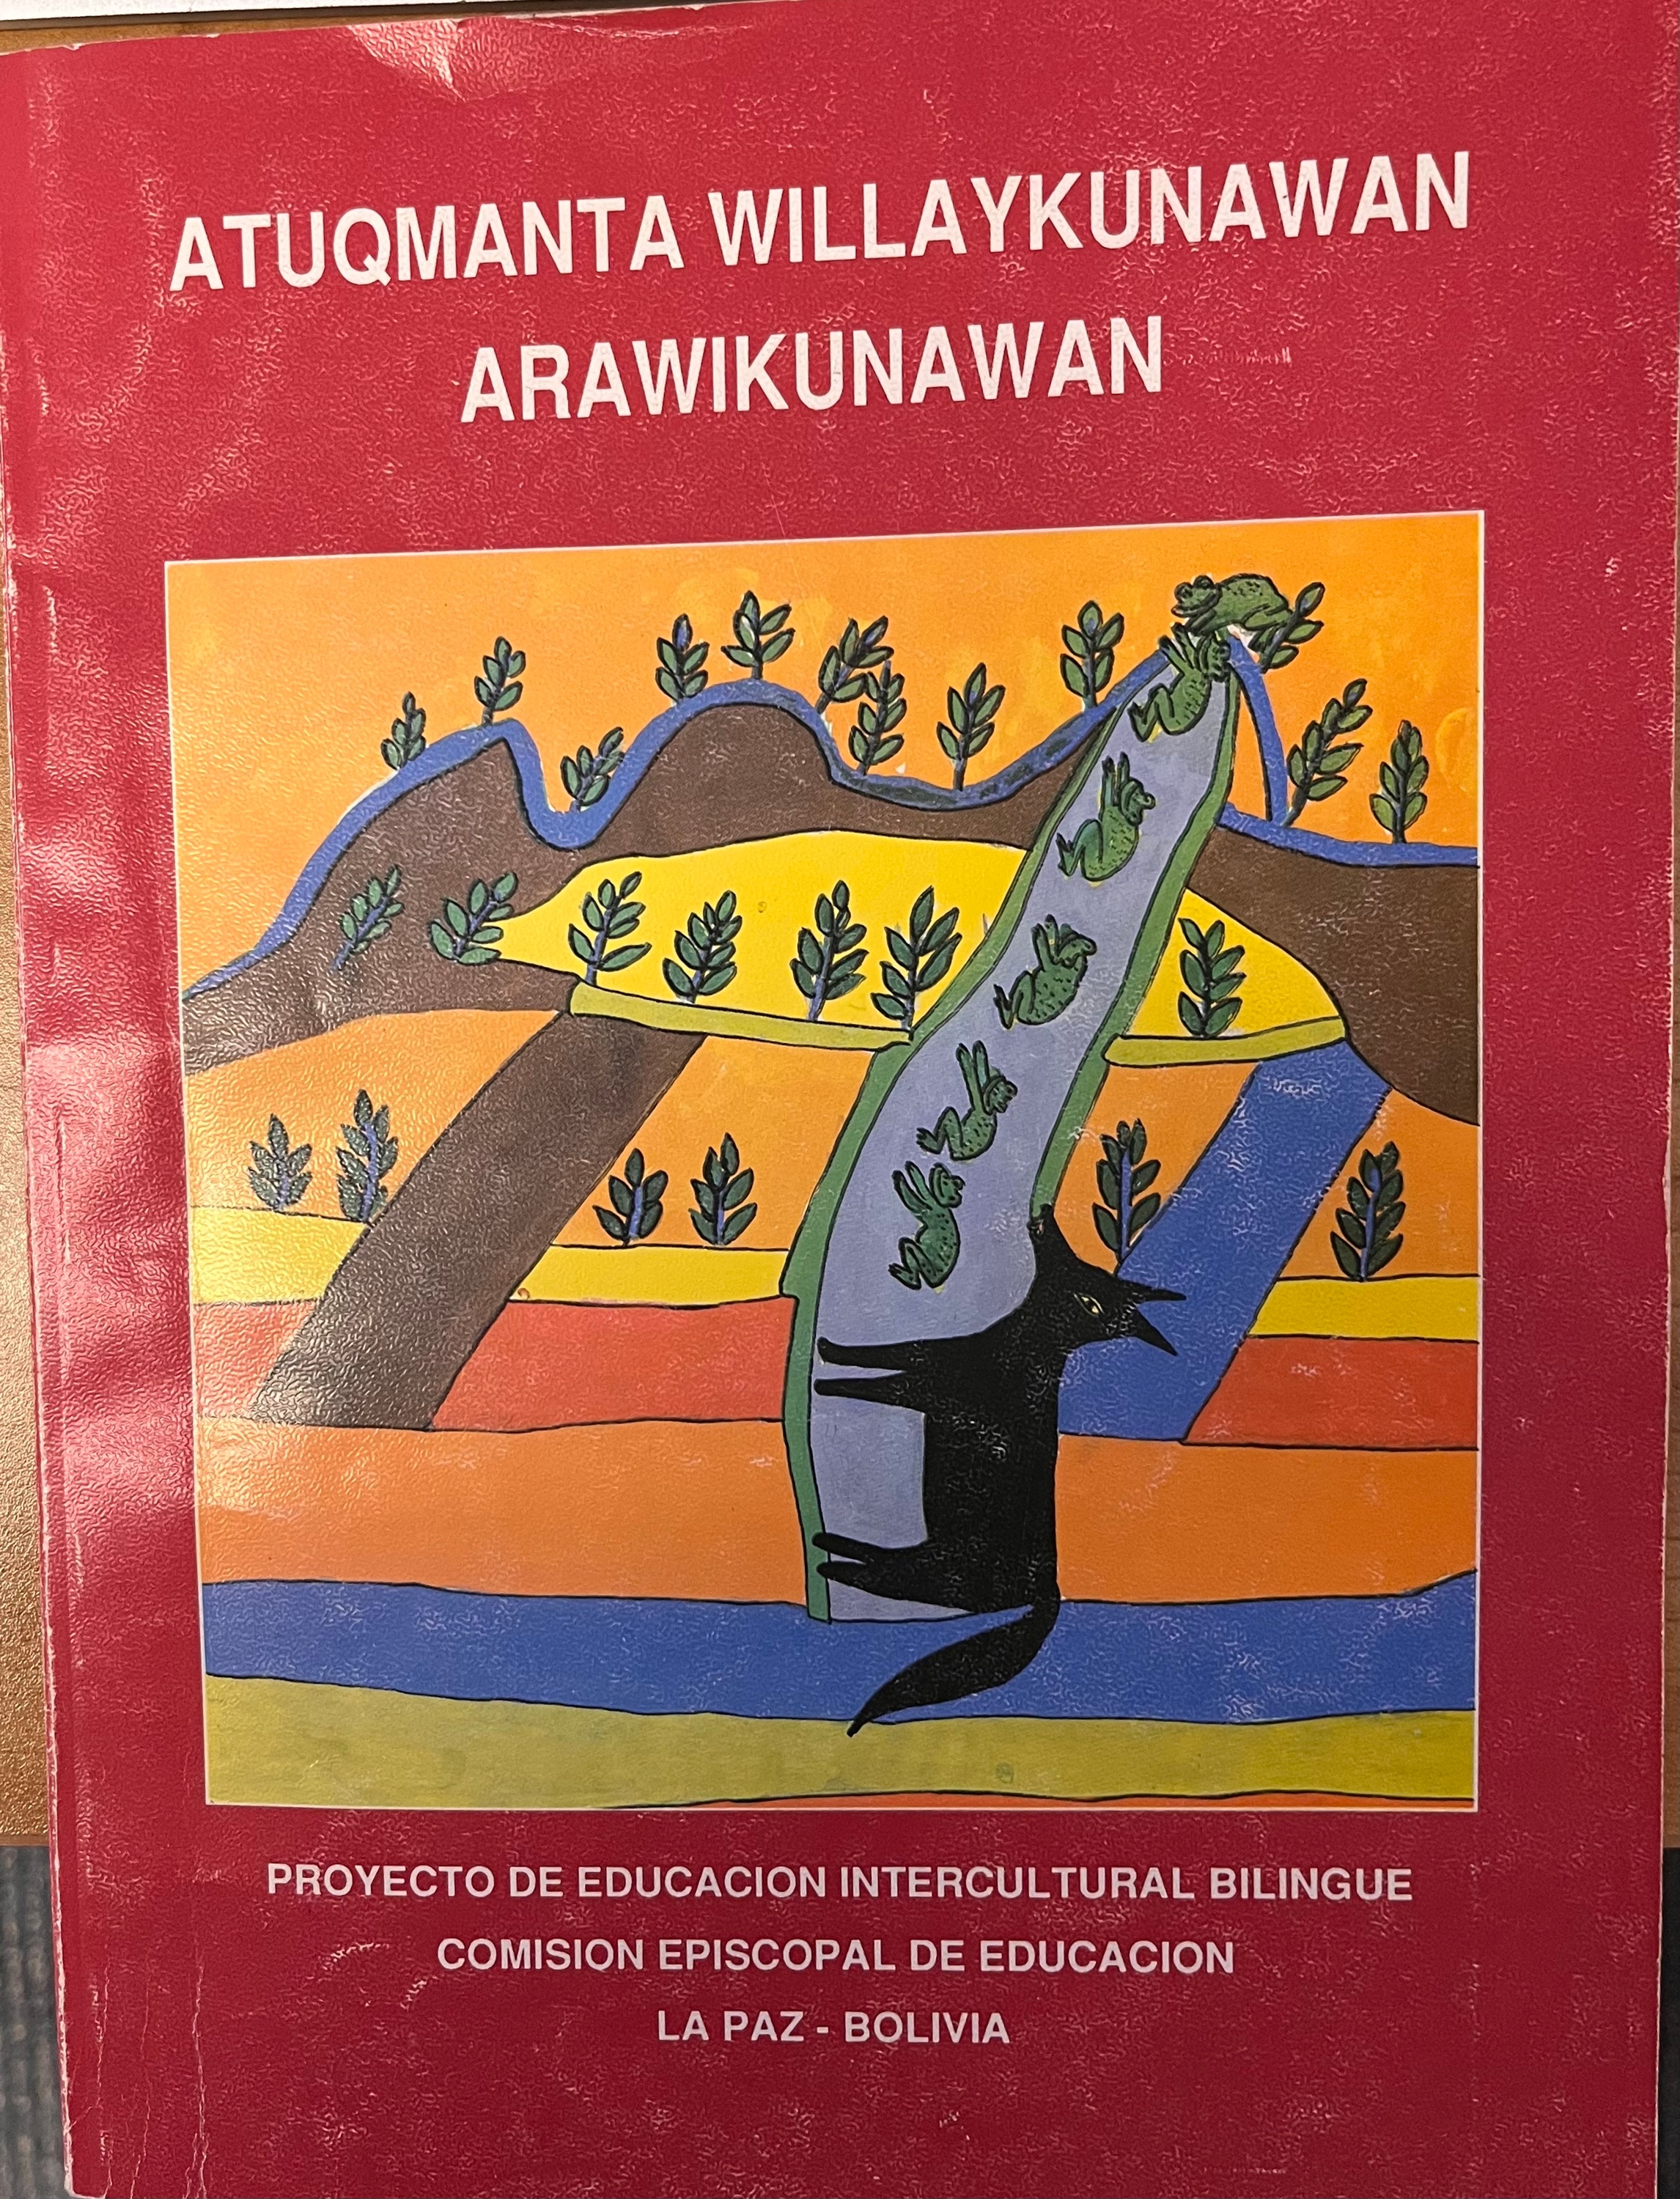 ATUQMANTA WILLAYKUNAWAN
ARAWIKUNAWAN
PROYECTO DE EDUCACION INTERCULTURAL BILINGUE
COMISION EPISCOPAL DE EDUCACION
LA PAZ - BOLIVIA